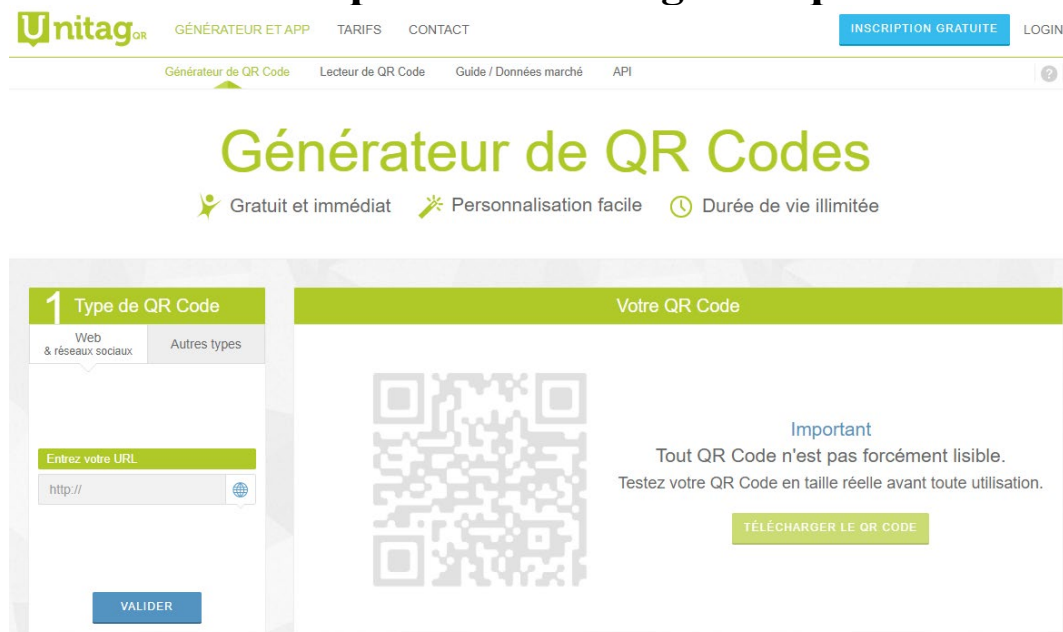 Unitag QR
GÉNÉRATEUR ET APP TARIFS CONTACT INSCRIPTION GRATUITE LOGIN
Générateur de QR Code Lecteur de QR Code Guide / Données marché API ?
Générateur de QR Codes
Gratuit et immédiat Personnalisation facile Durée de vie illimitée
1 Type de QR Code
Web
& réseaux sociaux
Autres types
Entrez votre URL
http://
VALIDER
Votre QR Code
Important
Tout QR Code n'est pas forcément lisible.
Testez votre QR Code en taille réelle avant toute utilisation.
TÉLÉCHARGER LE QR CODE